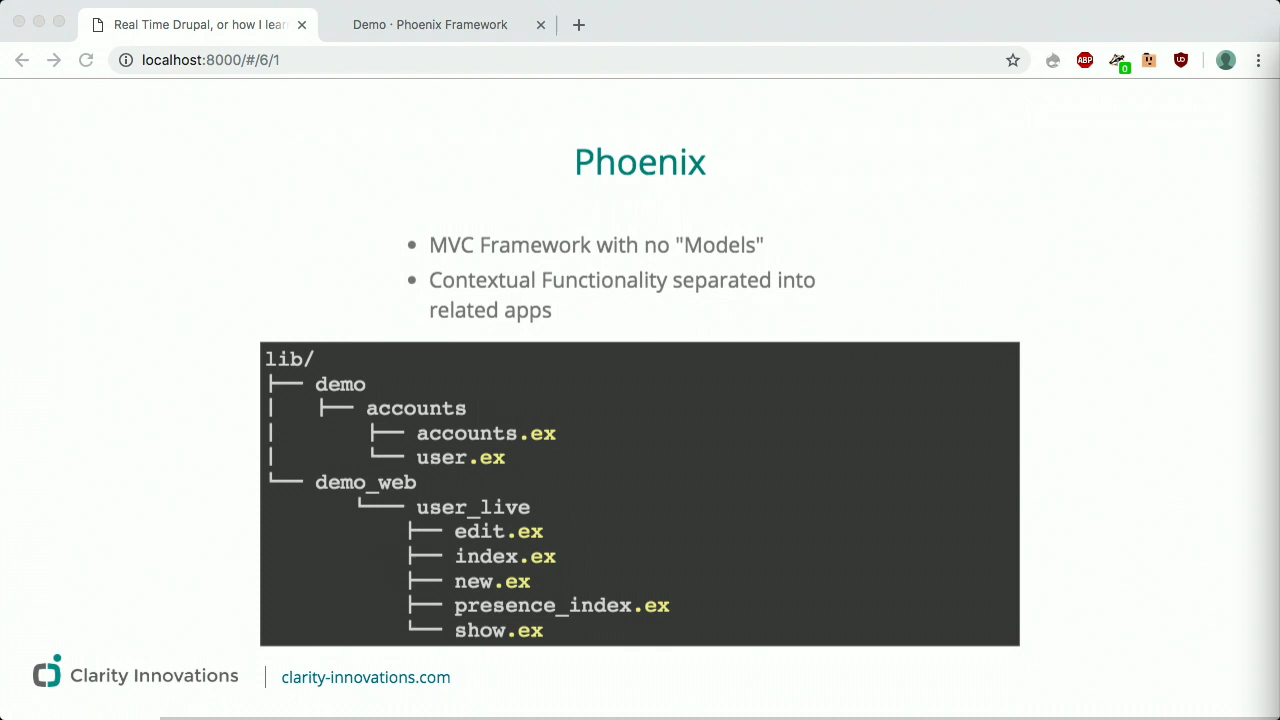 Real Time Drupal, or how I lear
Demo · Phoenix Framework
localhost:8000/#/6/1
ABP
0
Phoenix
• MVC Framework with no "Models"
• Contextual Functionality separated into
related apps
lib/
├── demo
│   ├── accounts
│       ├── accounts.ex
│       └── user.ex
└── demo_web
    └── user_live
        ├── edit.ex
        ├── index.ex
        ├── new.ex
        ├── presence_index.ex
        └── show.ex
Clarity Innovations
clarity-innovations.com